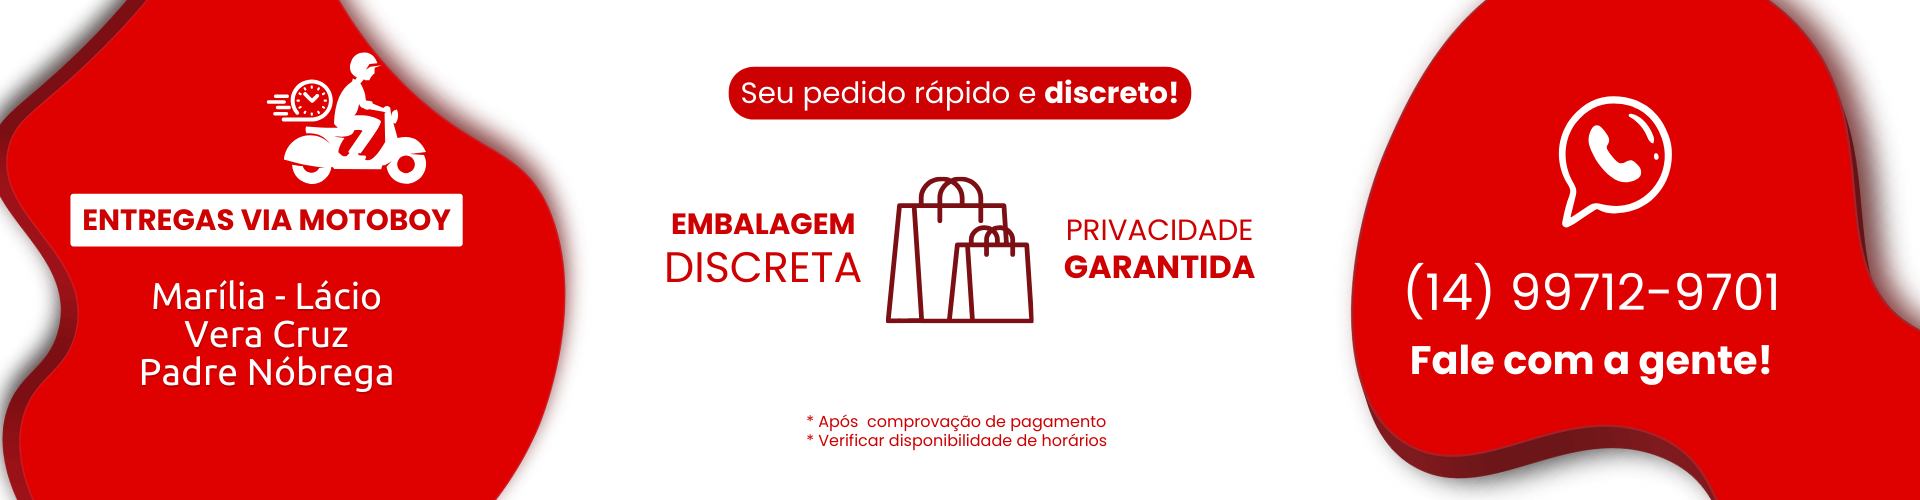 ENTREGAS VIA MOTOBOY
Marília - Lácio
Vera Cruz
Padre Nóbrega
Seu pedido rápido e discreto!
EMBALAGEM
DISCRETA
PRIVACIDADE
GARANTIDA
* Após  comprovação de pagamento
* Verificar disponibilidade de horários
(14) 99712-9701
Fale com a gente!